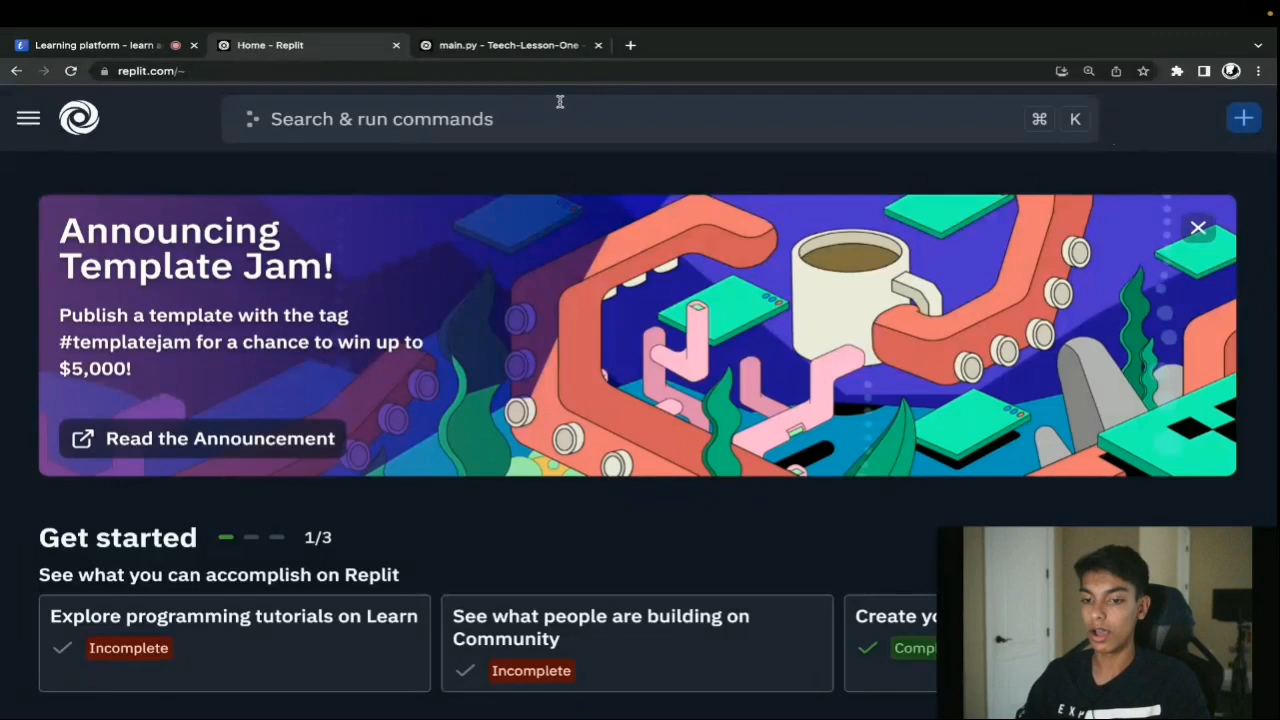 Learning platform - learn a
Home - Replit
main.py - Teech-Lesson-One
replit.com/~
Search & run commands
⌘ K
Announcing
Template Jam!
Publish a template with the tag
#templatejam for a chance to win up to
$5,000!
Read the Announcement
Get started 1/3
See what you can accomplish on Replit
Explore programming tutorials on Learn
Incomplete
See what people are building on
Community
Incomplete
Create yo
Compl
E X P